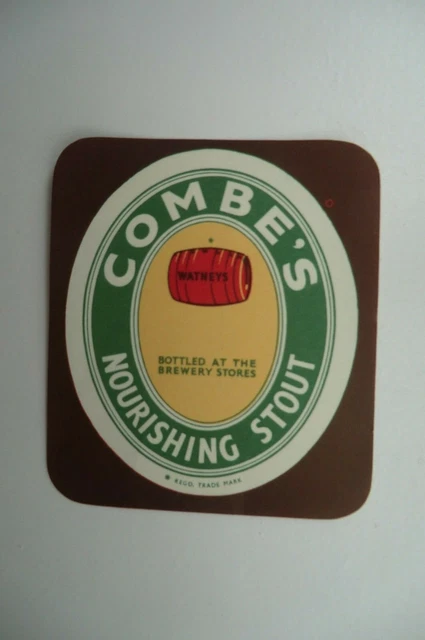 COMBE'S
WATNEYS
BOTTLED AT THE
BREWERY STORES
NOURISHING STOUT
* REGD. TRADE MARK